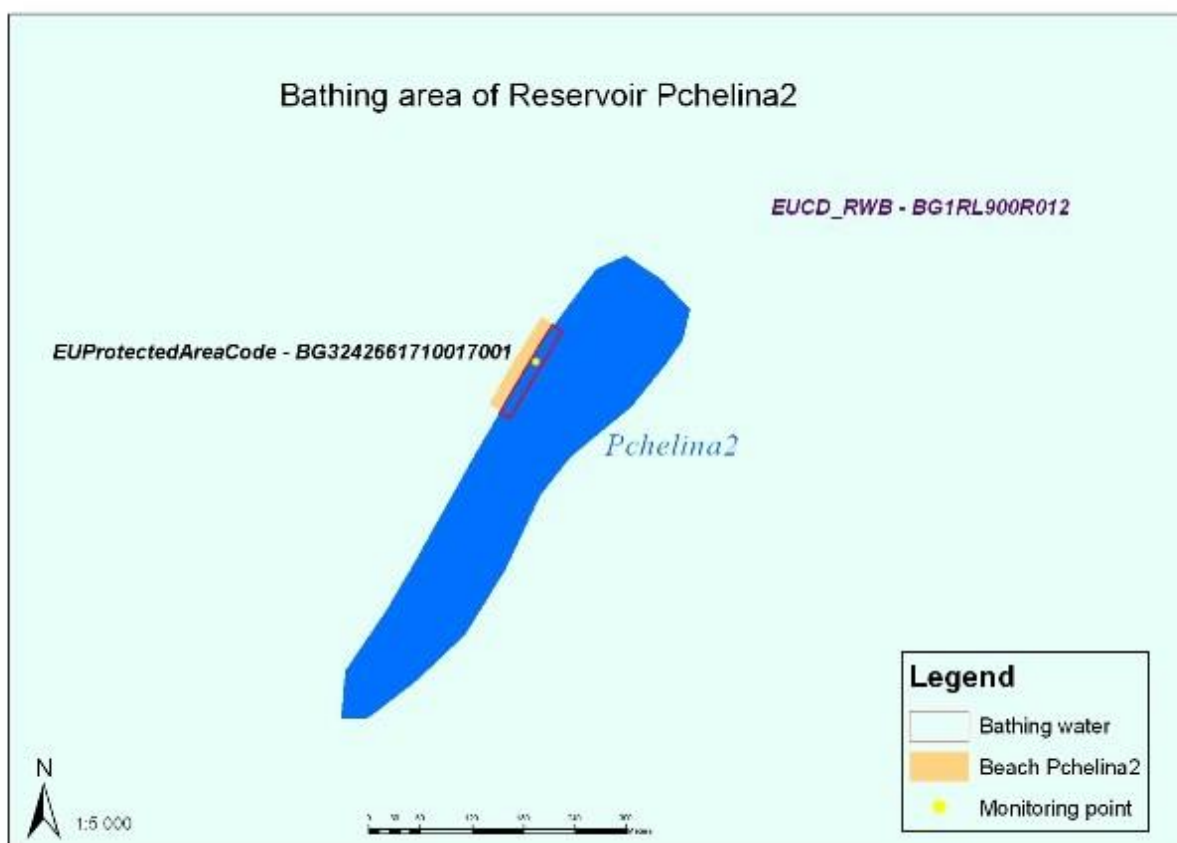 Bathing area of Reservoir Pchelina2
EUCD_RWB - BG1RL900R012
EUProtectedAreaCode - BG3242661710017001
Pchelina2
Legend
Bathing water
Beach Pchelina2
Monitoring point
N
1:5 000